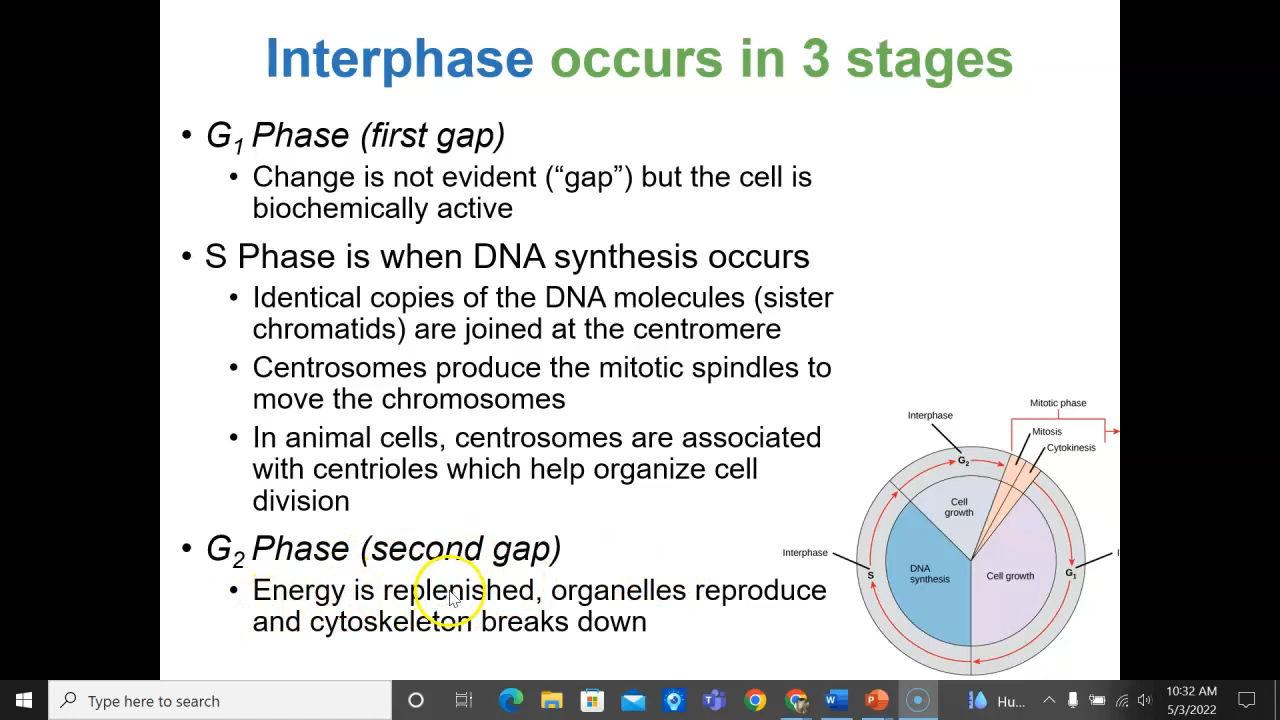 Interphase occurs in 3 stages
• G1 Phase (first gap)
• Change is not evident (“gap”) but the cell is
biochemically active
• S Phase is when DNA synthesis occurs
• Identical copies of the DNA molecules (sister
chromatids) are joined at the centromere
• Centrosomes produce the mitotic spindles to
move the chromosomes
• In animal cells, centrosomes are associated
with centrioles which help organize cell
division
• G2 Phase (second gap)
• Energy is replenished, organelles reproduce
and cytoskeleton breaks down
Mitotic phase
Interphase
Mitosis
Cytokinesis
G2
Cell
growth
Interphase
S
DNA
synthesis
Cell growth
G1
Type here to search
Hu...
10:32 AM
5/3/2022